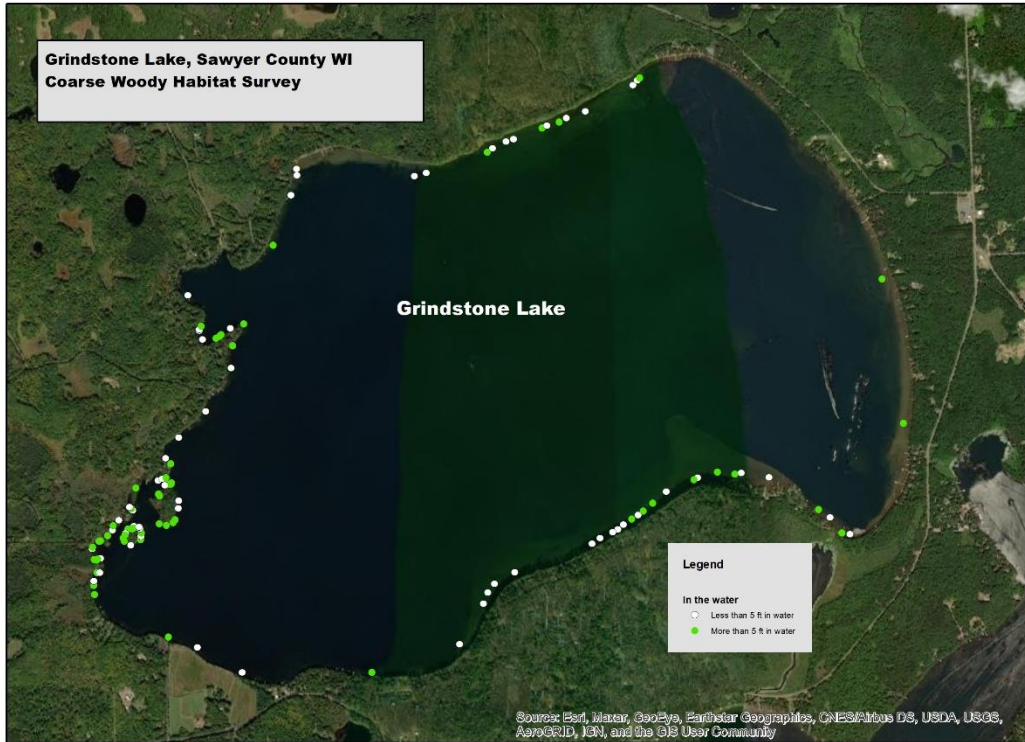 Grindstone Lake, Sawyer County WI
Coarse Woody Habitat Survey
Grindstone Lake
Legend
In the water
Less than 5 ft in water
More than 5 ft in water
Source: Esri, Maxar, GeoEye, Earthstar Geographics, CNES/Airbus DS, USDA, USGS,
AeroGRID, IGN, and the GIS User Community